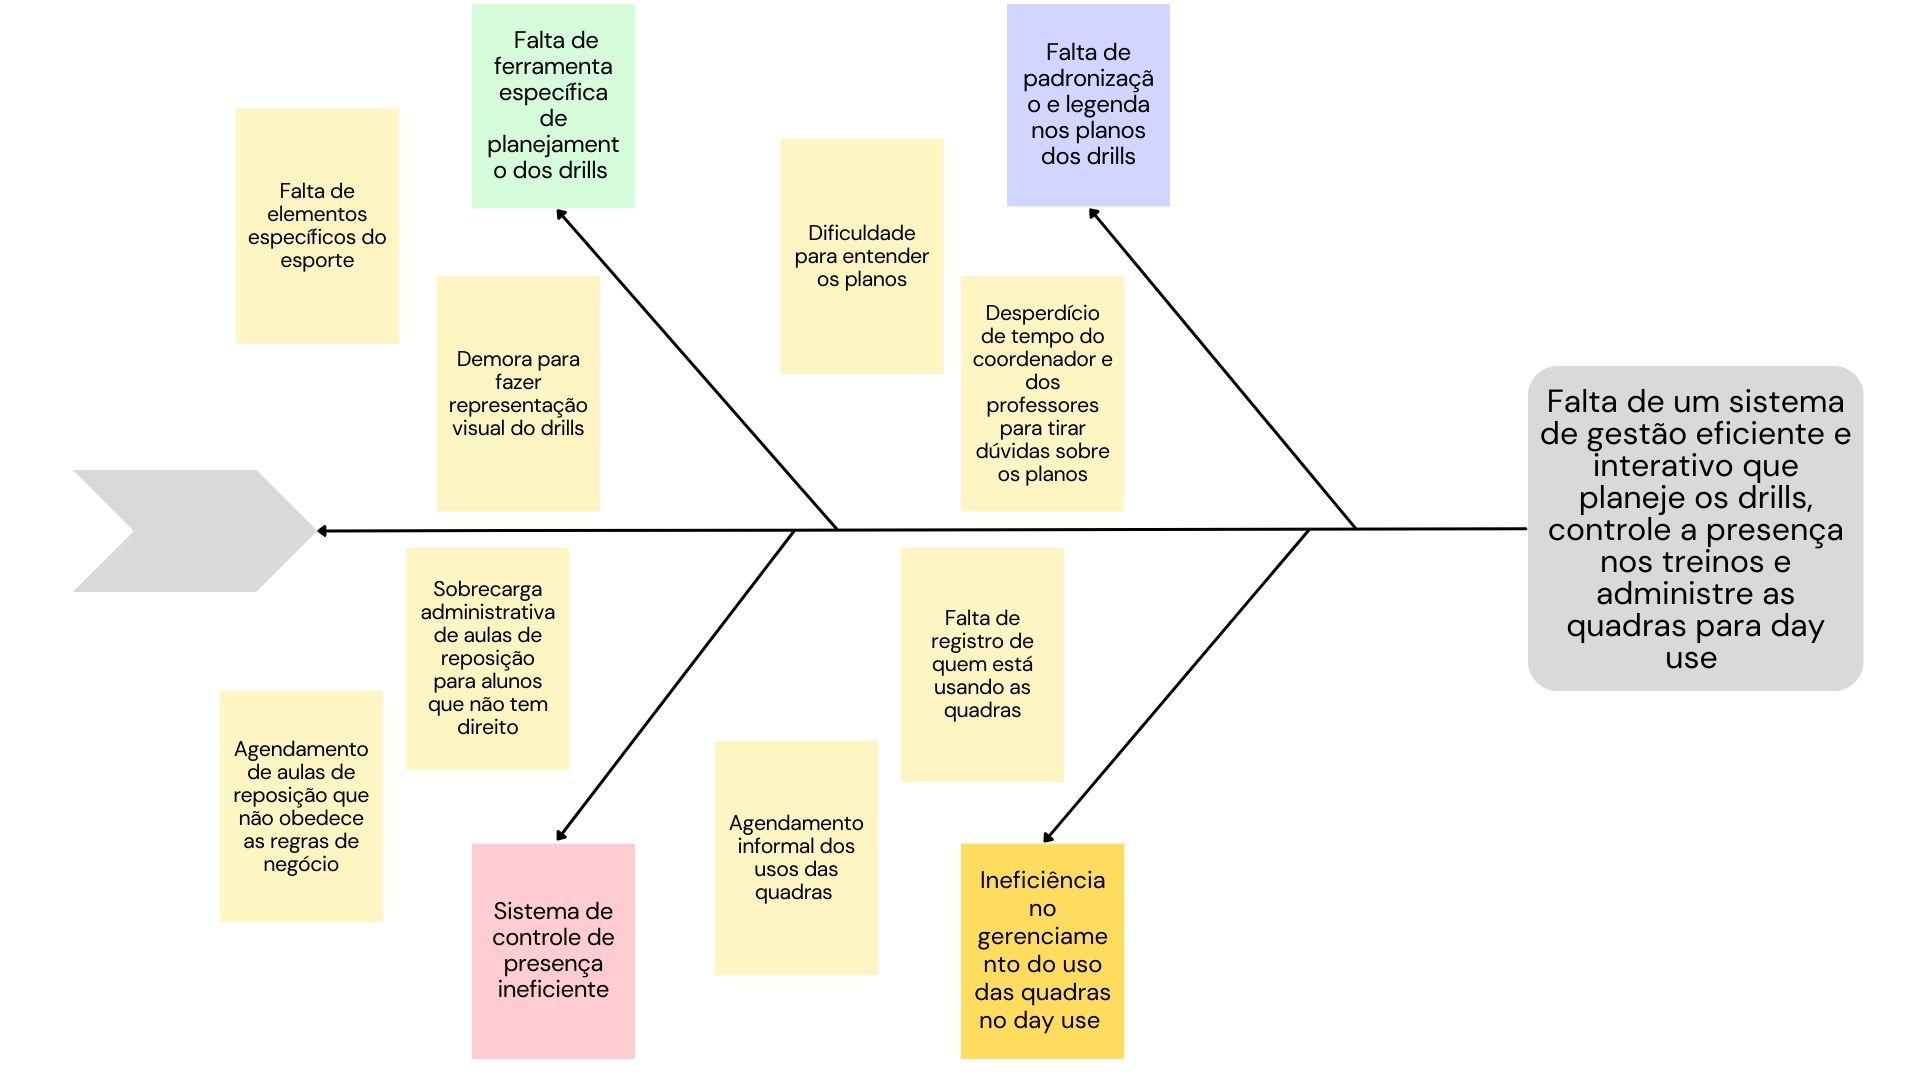 Falta de
ferramenta
específica
de
planejament
o dos drills
Falta de
padronizaçã
o e legenda
nos planos
dos drills
Falta de
elementos
específicos do
esporte
Dificuldade
para entender
os planos
Demora para
fazer
representação
visual do drills
Desperdício
de tempo do
coordenador e
dos
professores
para tirar
dúvidas sobre
os planos
Falta de um sistema
de gestão eficiente e
interativo que
planeje os drills,
controle a presença
nos treinos e
administre as
quadras para day
use
Sobrecarga
administrativa
de aulas de
reposição
para alunos
que não tem
direito
Falta de
registro de
quem está
usando as
quadras
Agendamento
de aulas de
reposição que
não obedece
as regras de
negócio
Agendamento
informal dos
usos das
quadras
Sistema de
controle de
presença
ineficiente
Ineficiência
no
gerenciame
nto do uso
das quadras
no day use